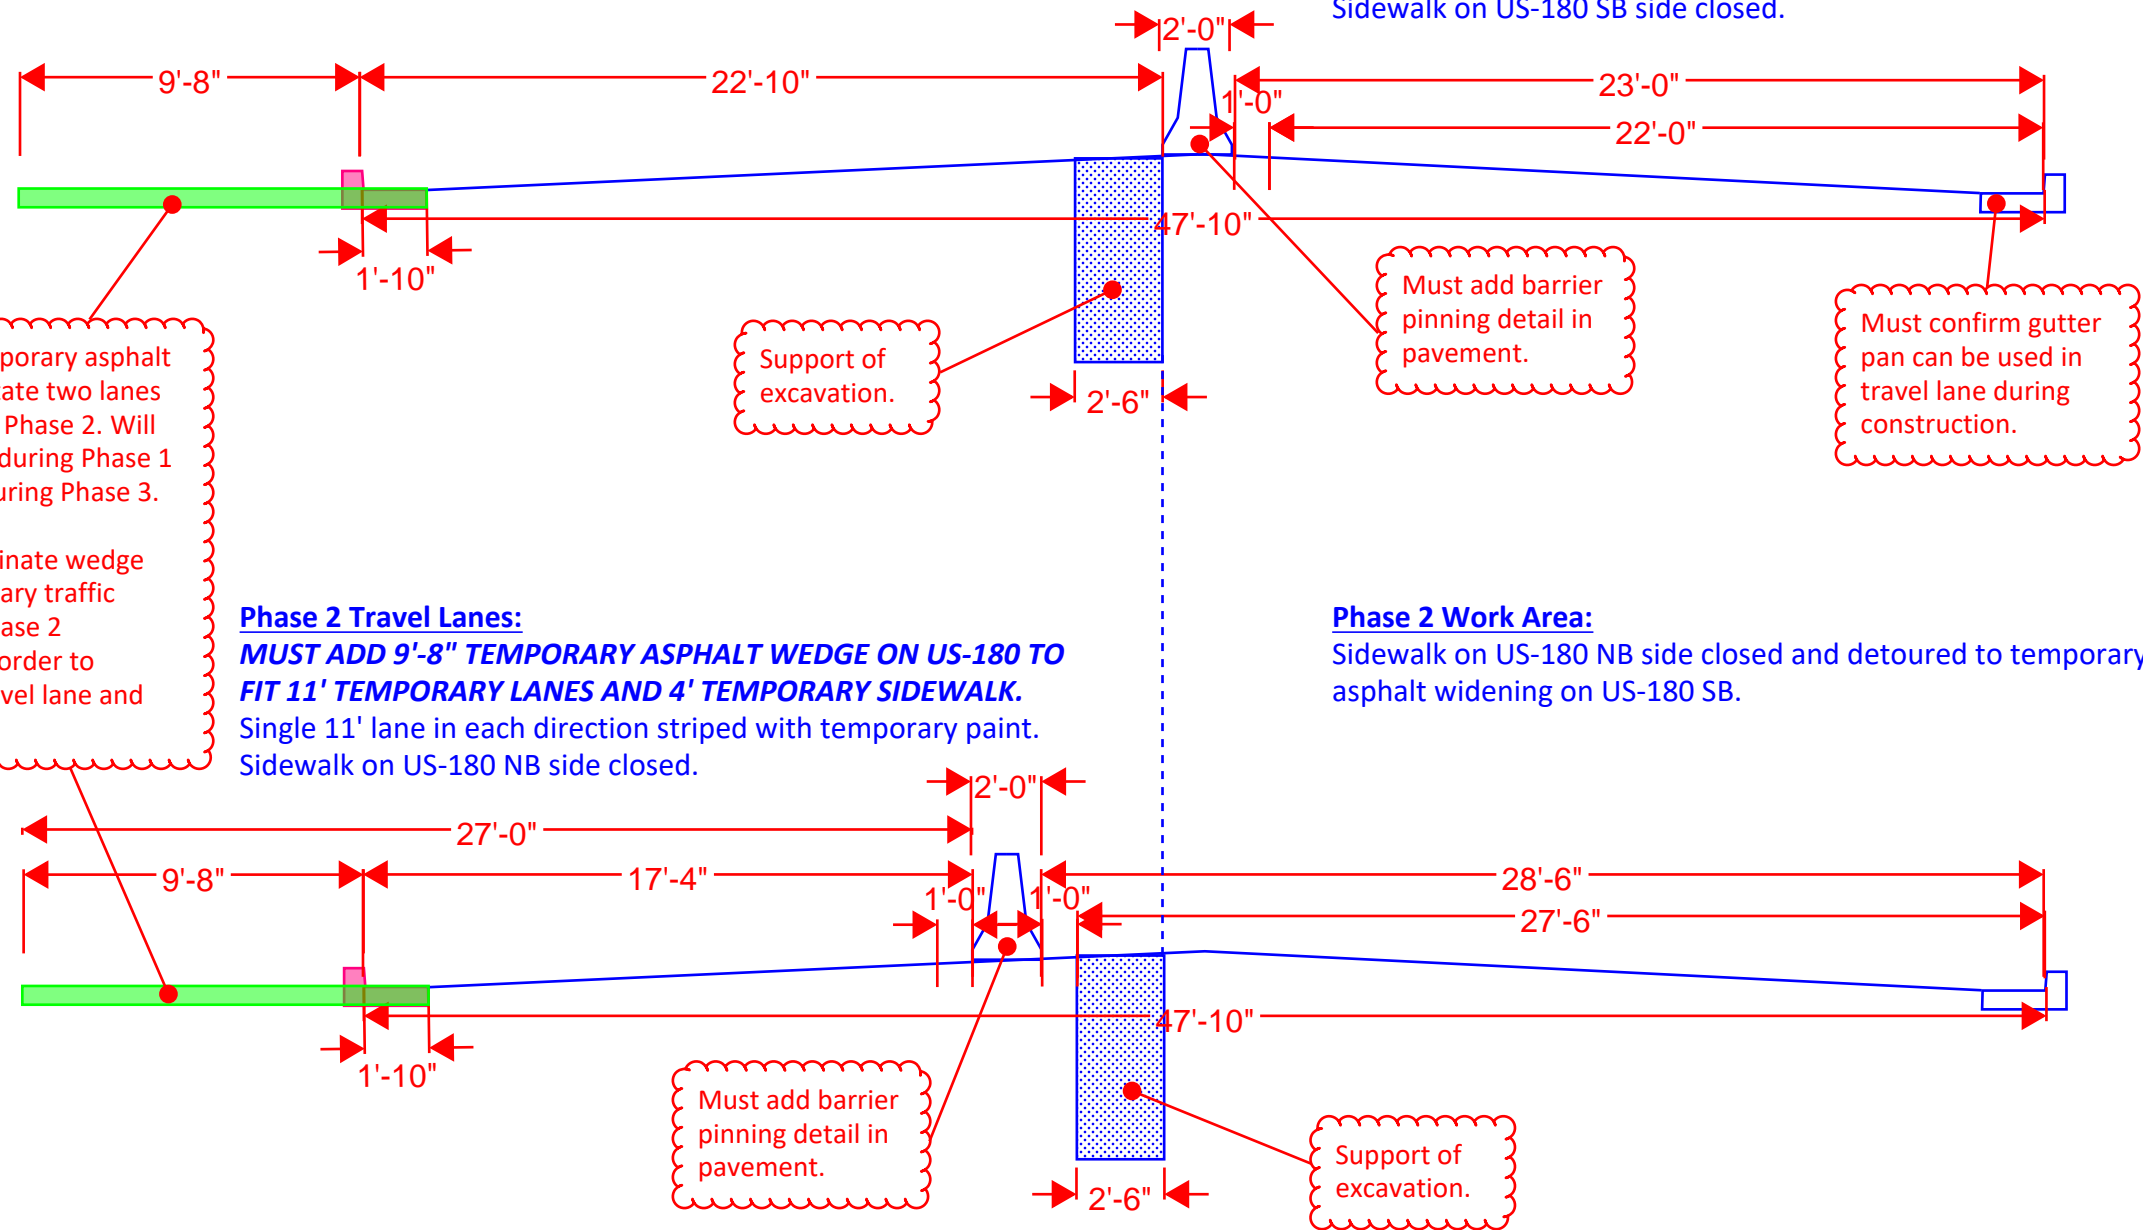 Sidewalk on US-180 SB side closed.
2'-0"
9'-8"
22'-10"
23'-0"
1'-0"
22'-0"
47'-10"
1'-10"
Support of
excavation.
2'-6"
Must add barrier
pinning detail in
pavement.
Must confirm gutter
pan can be used in
travel lane during
construction.
porary asphalt
tate two lanes
Phase 2. Will
during Phase 1
uring Phase 3.
inate wedge
ary traffic
ase 2
order to
vel lane and
Phase 2 Travel Lanes:
MUST ADD 9'-8" TEMPORARY ASPHALT WEDGE ON US-180 TO
FIT 11' TEMPORARY LANES AND 4' TEMPORARY SIDEWALK.
Single 11' lane in each direction striped with temporary paint.
Sidewalk on US-180 NB side closed.
Phase 2 Work Area:
Sidewalk on US-180 NB side closed and detoured to temporary
asphalt widening on US-180 SB.
2'-0"
27'-0"
9'-8"
17'-4"
28'-6"
1'-0"
1'-0"
27'-6"
47'-10"
1'-10"
Must add barrier
pinning detail in
pavement.
2'-6"
Support of
excavation.